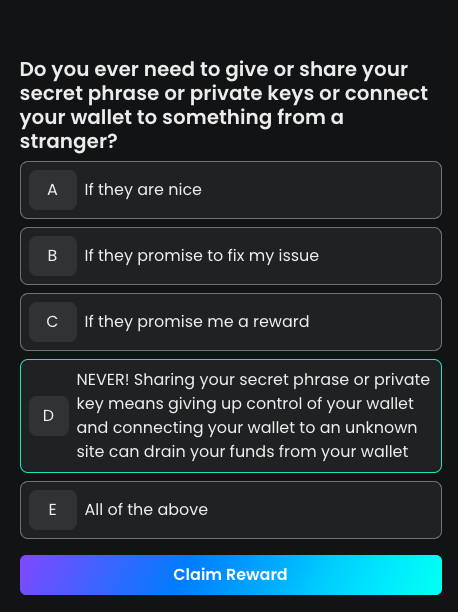 Do you ever need to give or share your
secret phrase or private keys or connect
your wallet to something from a
stranger?
A If they are nice
B If they promise to fix my issue
C If they promise me a reward
D NEVER! Sharing your secret phrase or private
key means giving up control of your wallet
and connecting your wallet to an unknown
site can drain your funds from your wallet
E All of the above
Claim Reward